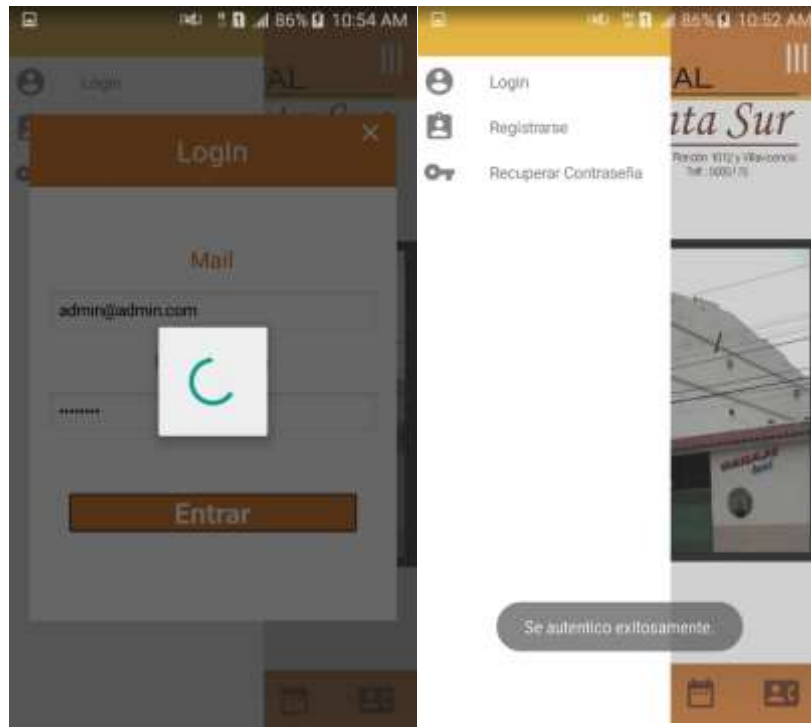 86% 10:54 AM
Login
AL
LogIn
Mail
admin@admin.com
Entrar
86% 10:52 AM
Login
Registrarse
Recuperar Contraseña
AL
nta Sur
Se autentico exitosamente.